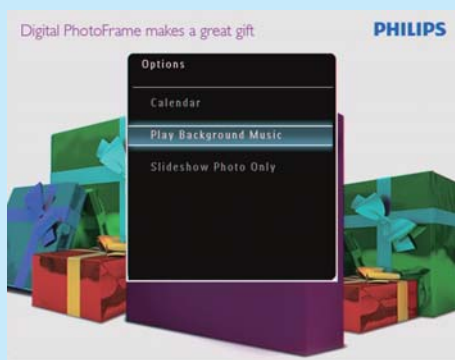 Digital PhotoFrame makes a great gift
PHILIPS
Options
Calendar
Play Background Music
Slideshow Photo Only